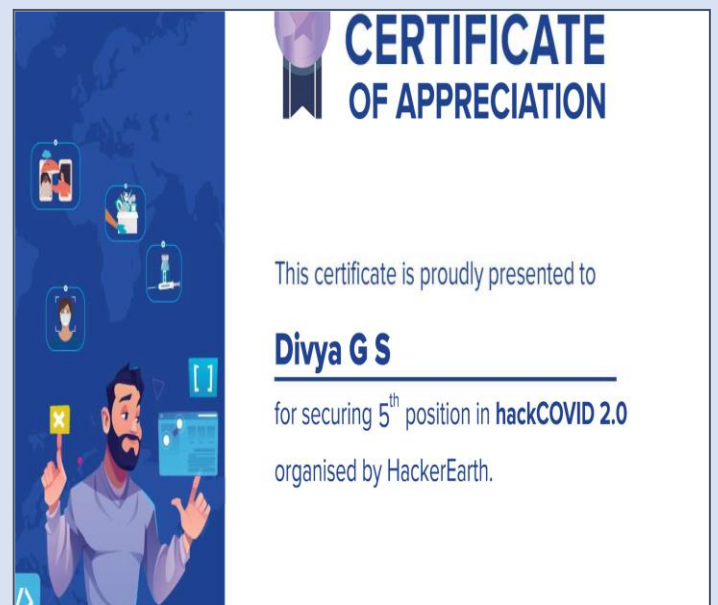 CERTIFICATE
OF APPRECIATION
This certificate is proudly presented to
Divya G S
for securing 5th position in hackCOVID 2.0
organised by HackerEarth.
[ ]
×
</>